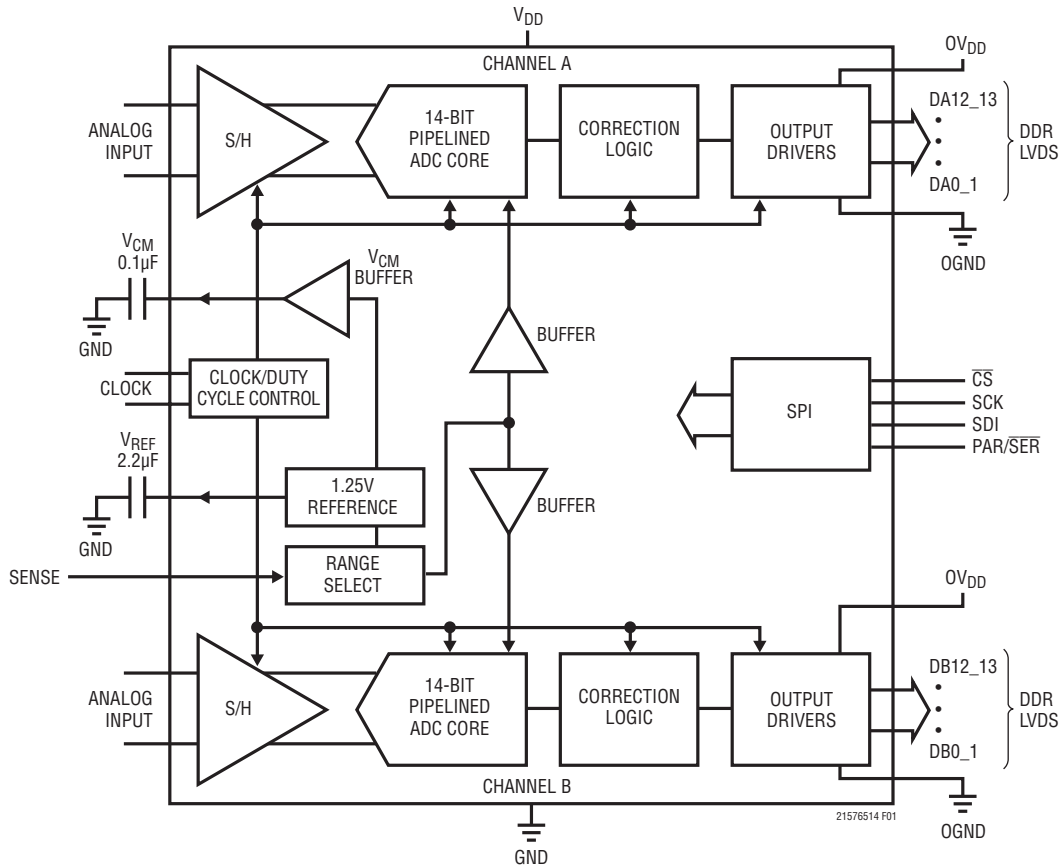 VDD
CHANNEL A
OVDD
ANALOG
INPUT
S/H
14-BIT
PIPELINED
ADC CORE
CORRECTION
LOGIC
OUTPUT
DRIVERS
DA12_13
•
•
•
DA0_1
DDR
LVDS
OGND
VCM
0.1µF
GND
VCM
BUFFER
BUFFER
CLOCK
CLOCK/DUTY
CYCLE CONTROL
SPI
C̅S̅
SCK
SDI
PAR/S̅E̅R̅
VREF
2.2µF
GND
1.25V
REFERENCE
BUFFER
SENSE
RANGE
SELECT
OVDD
ANALOG
INPUT
S/H
14-BIT
PIPELINED
ADC CORE
CORRECTION
LOGIC
OUTPUT
DRIVERS
DB12_13
•
•
•
DB0_1
DDR
LVDS
CHANNEL B
GND
21576514 F01
OGND